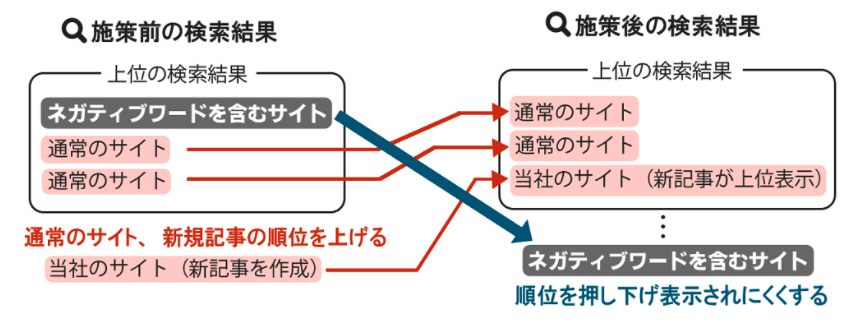 施策前の検索結果
上位の検索結果
ネガティブワードを含むサイト
通常のサイト
通常のサイト
通常のサイト、新規記事の順位を上げる
当社のサイト（新記事を作成）
施策後の検索結果
上位の検索結果
通常のサイト
通常のサイト
当社のサイト（新記事が上位表示）
⋮
ネガティブワードを含むサイト
順位を押し下げ表示されにくくする